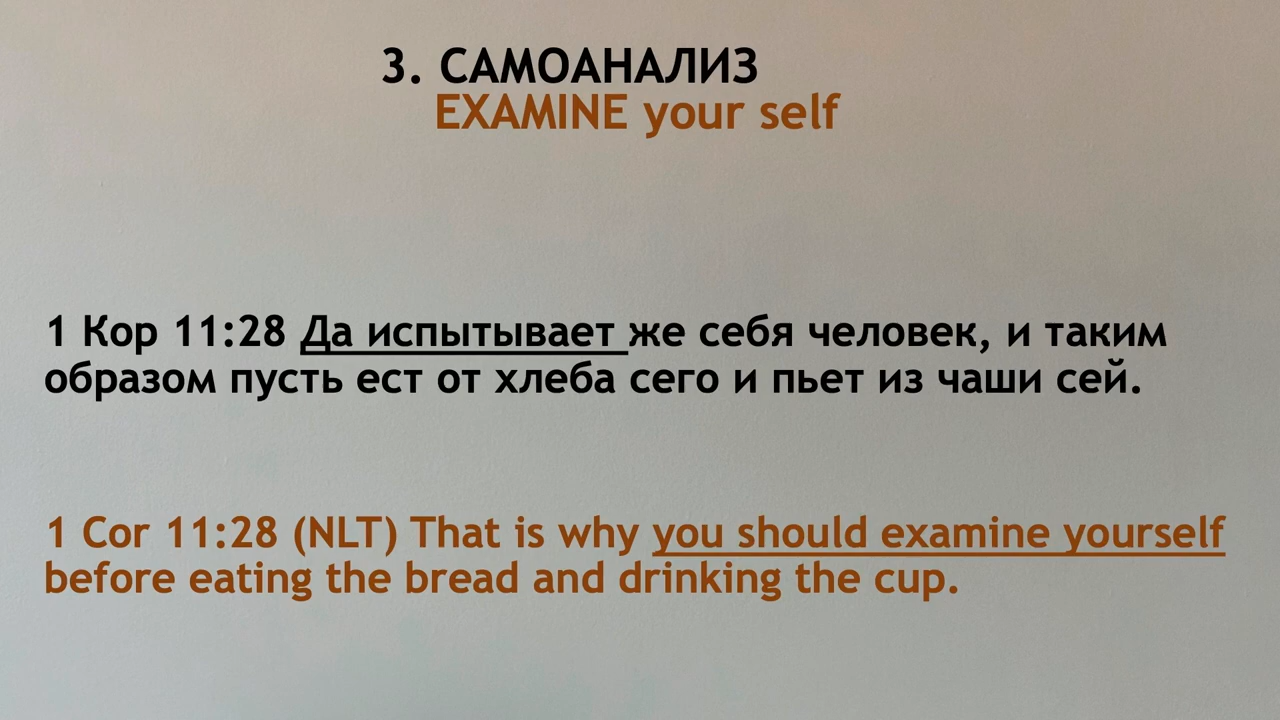 3. САМОАНАЛИЗ
EXAMINE your self
1 Кор 11:28 Да испытывает же себя человек, и таким
образом пусть ест от хлеба сего и пьет из чаши сей.
1 Cor 11:28 (NLT) That is why you should examine yourself
before eating the bread and drinking the cup.